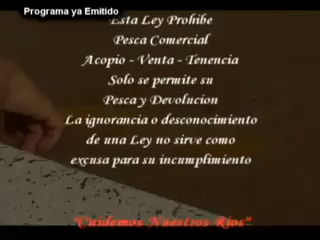 Programa ya Emitido
Esta Ley Prohibe
Pesca Comercial
Acopio - Venta - Tenencia
Solo se permite su
Pesca y Devolucion
La ignorancia o desconocimiento
de una Ley no sirve como
excusa para su incumplimiento
"Cuidemos Nuestros Rios"